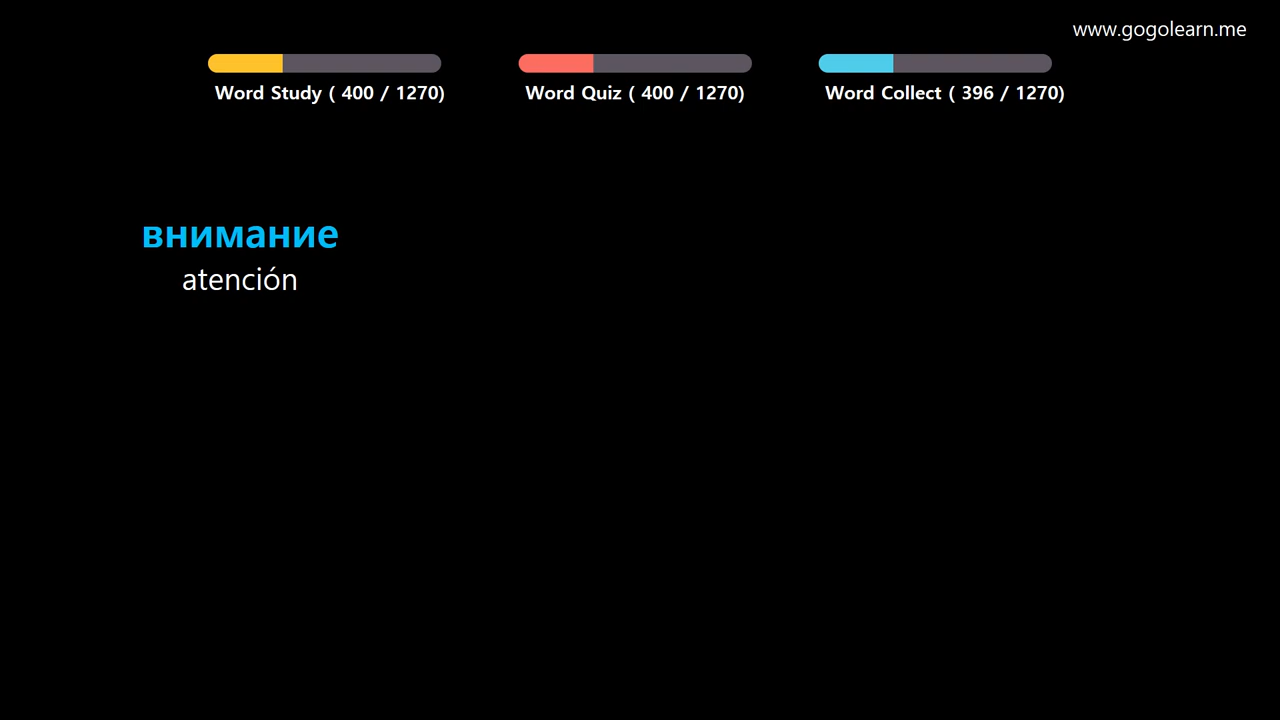 www.gogolearn.me
Word Study ( 400 / 1270)
Word Quiz ( 400 / 1270)
Word Collect ( 396 / 1270)
внимание
atención